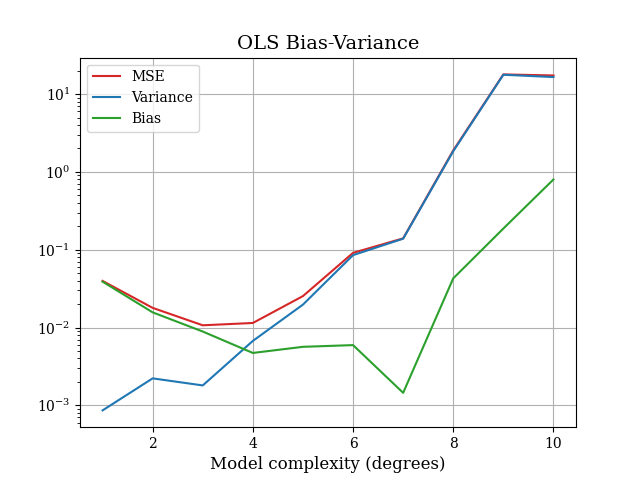 OLS Bias-Variance
MSE
Variance
Bias
10¹
10⁰
10⁻¹
10⁻²
10⁻³
2 4 6 8 10
Model complexity (degrees)